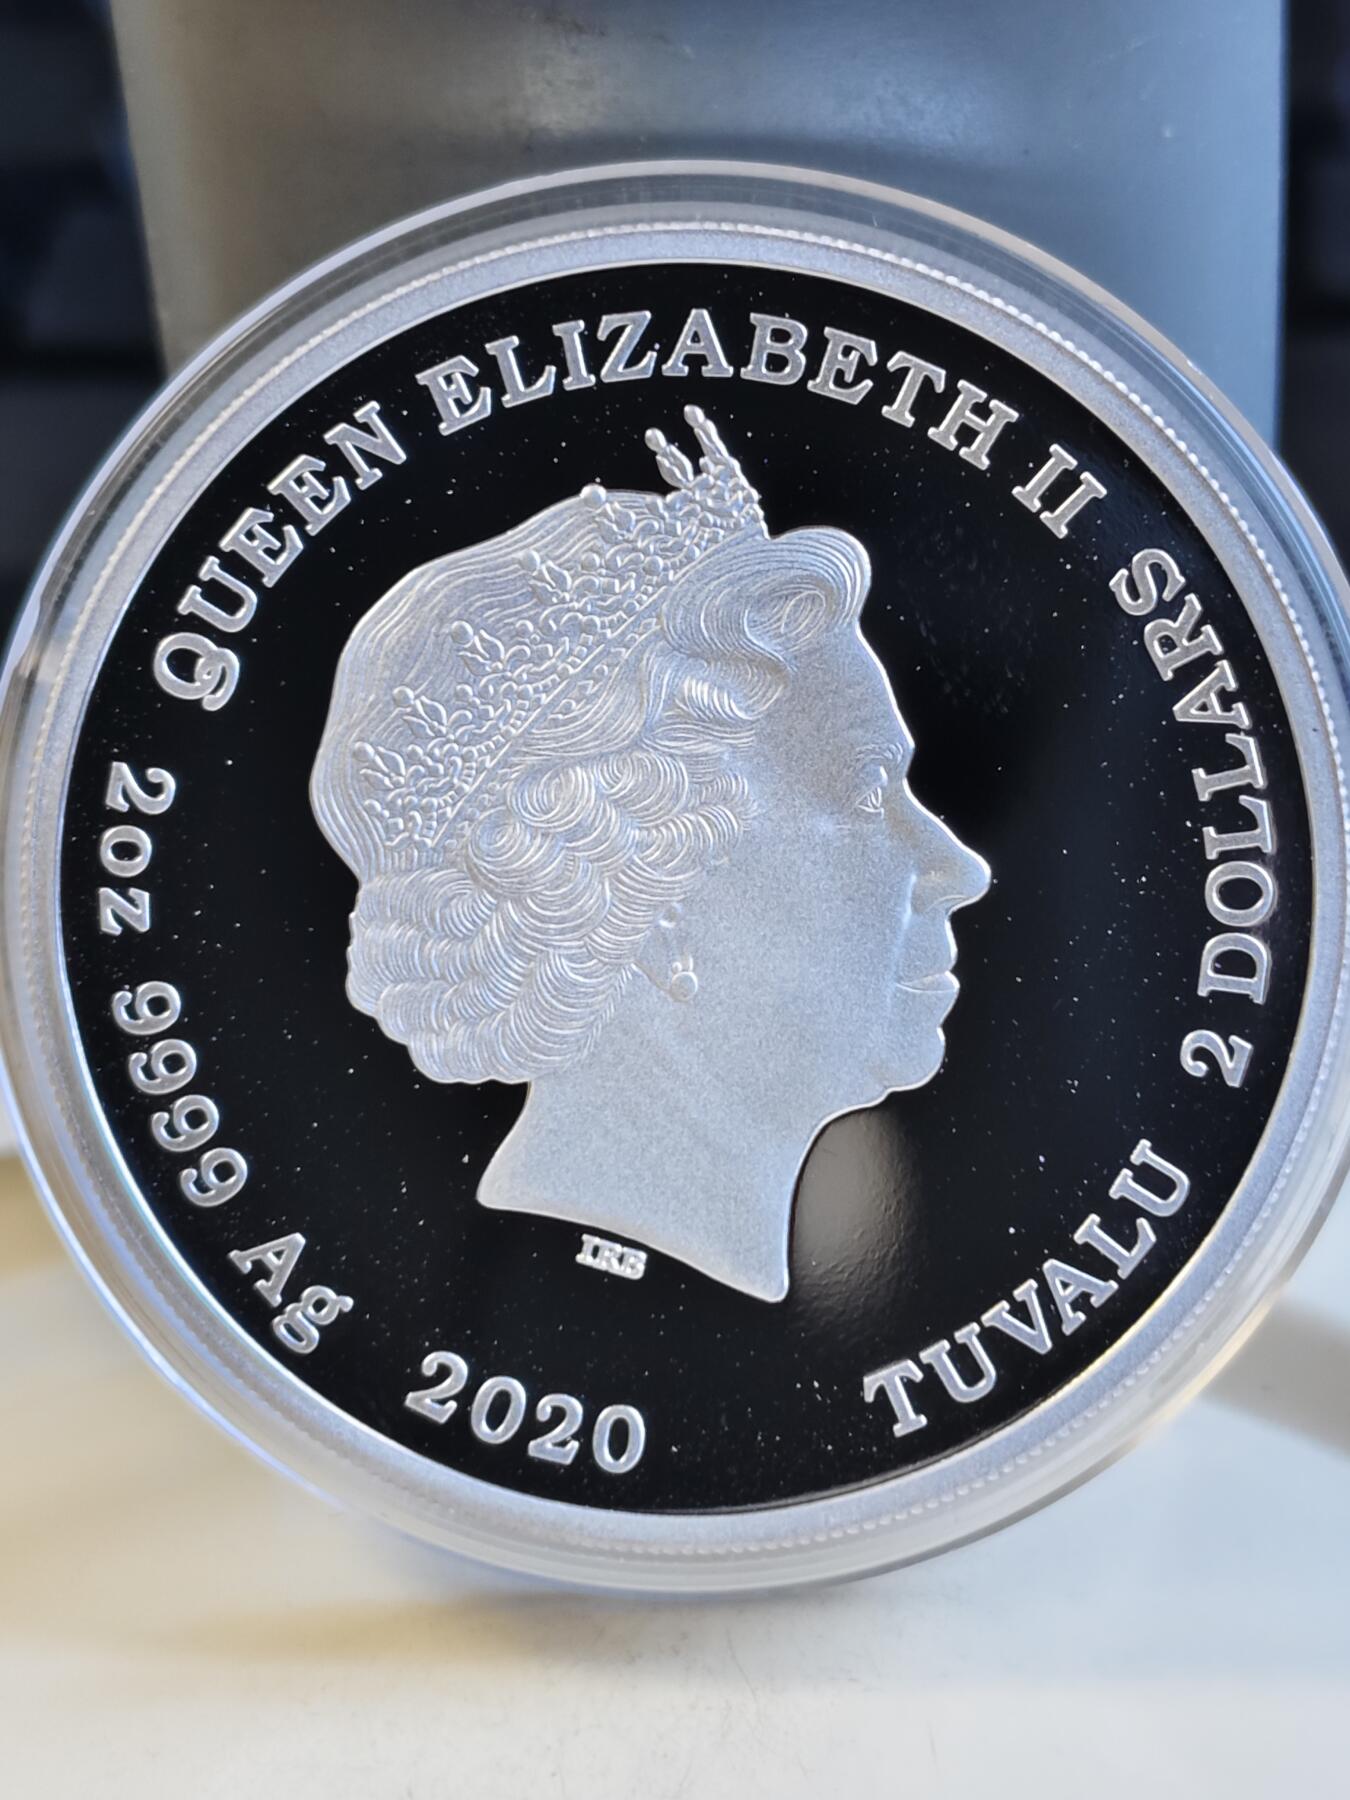 QUEEN ELIZABETH II
2 DOLLARS
TUVALU
2020
2oz 9999 Ag
IRB